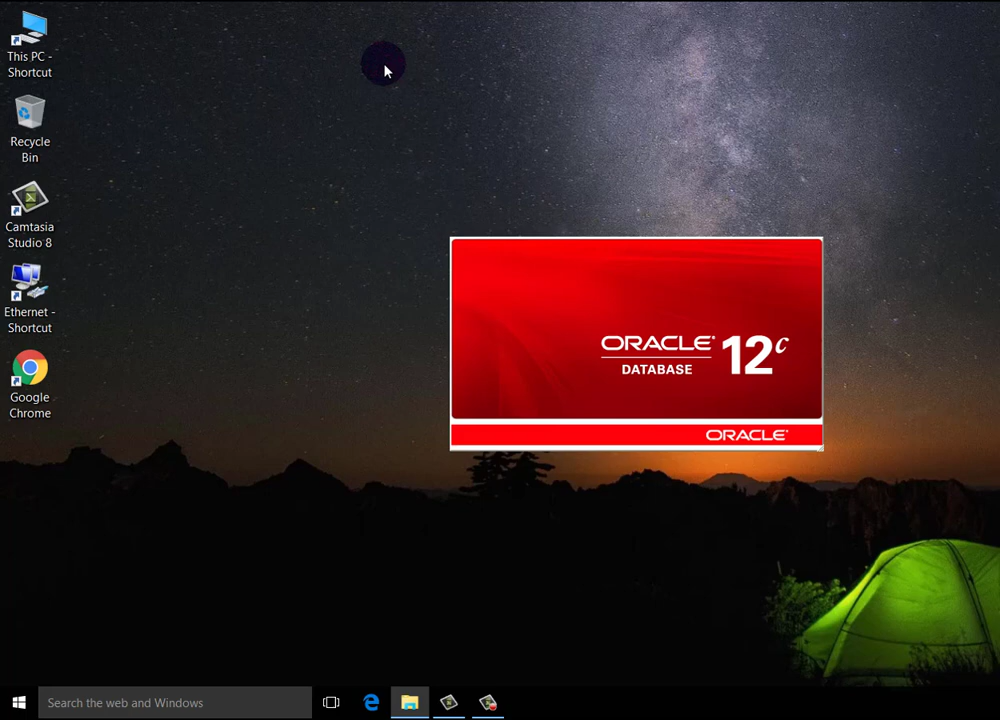 This PC -
Shortcut
Recycle
Bin
Camtasia
Studio 8
Ethernet -
Shortcut
Google
Chrome
ORACLE®
DATABASE
12c
ORACLE®
Search the web and Windows